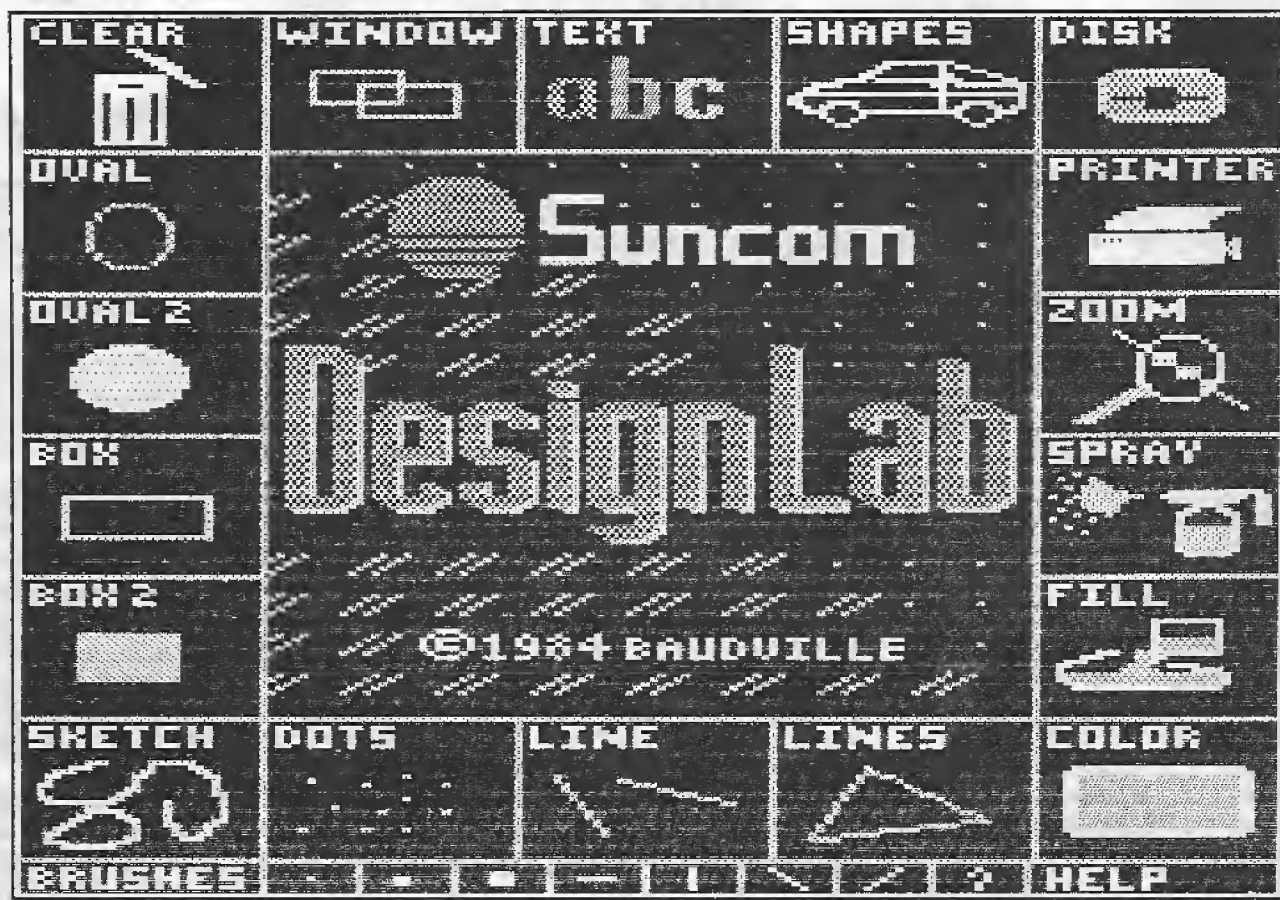 CLEAR WINDOW TEXT SHAPES DISK
abc
OVAL PRINTER
Suncom
OVAL 2 ZOOM
DesignLab
BOX SPRAY
BOX 2 FILL
©1984 BAUDVILLE
SKETCH DOTS LINE LINES COLOR
BRUSHES ? HELP